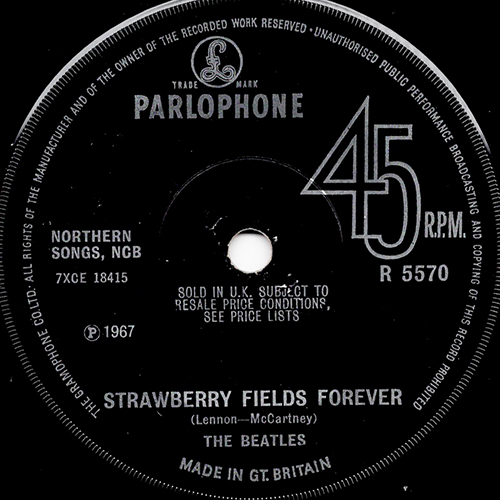 THE GRAMOPHONE CO. LTD. ALL RIGHTS OF THE MANUFACTURER AND OF THE OWNER OF THE RECORDED WORK RESERVED • UNAUTHORISED PUBLIC PERFORMANCE BROADCASTING AND COPYING OF THIS RECORD PROHIBITED
£
TRADE MARK
PARLOPHONE
45 R.P.M.
NORTHERN
SONGS, NCB
7XCE 18415
R 5570
SOLD IN U.K. SUBJECT TO
RESALE PRICE CONDITIONS,
SEE PRICE LISTS
℗ 1967
STRAWBERRY FIELDS FOREVER
(Lennon—McCartney)
THE BEATLES
MADE IN GT. BRITAIN